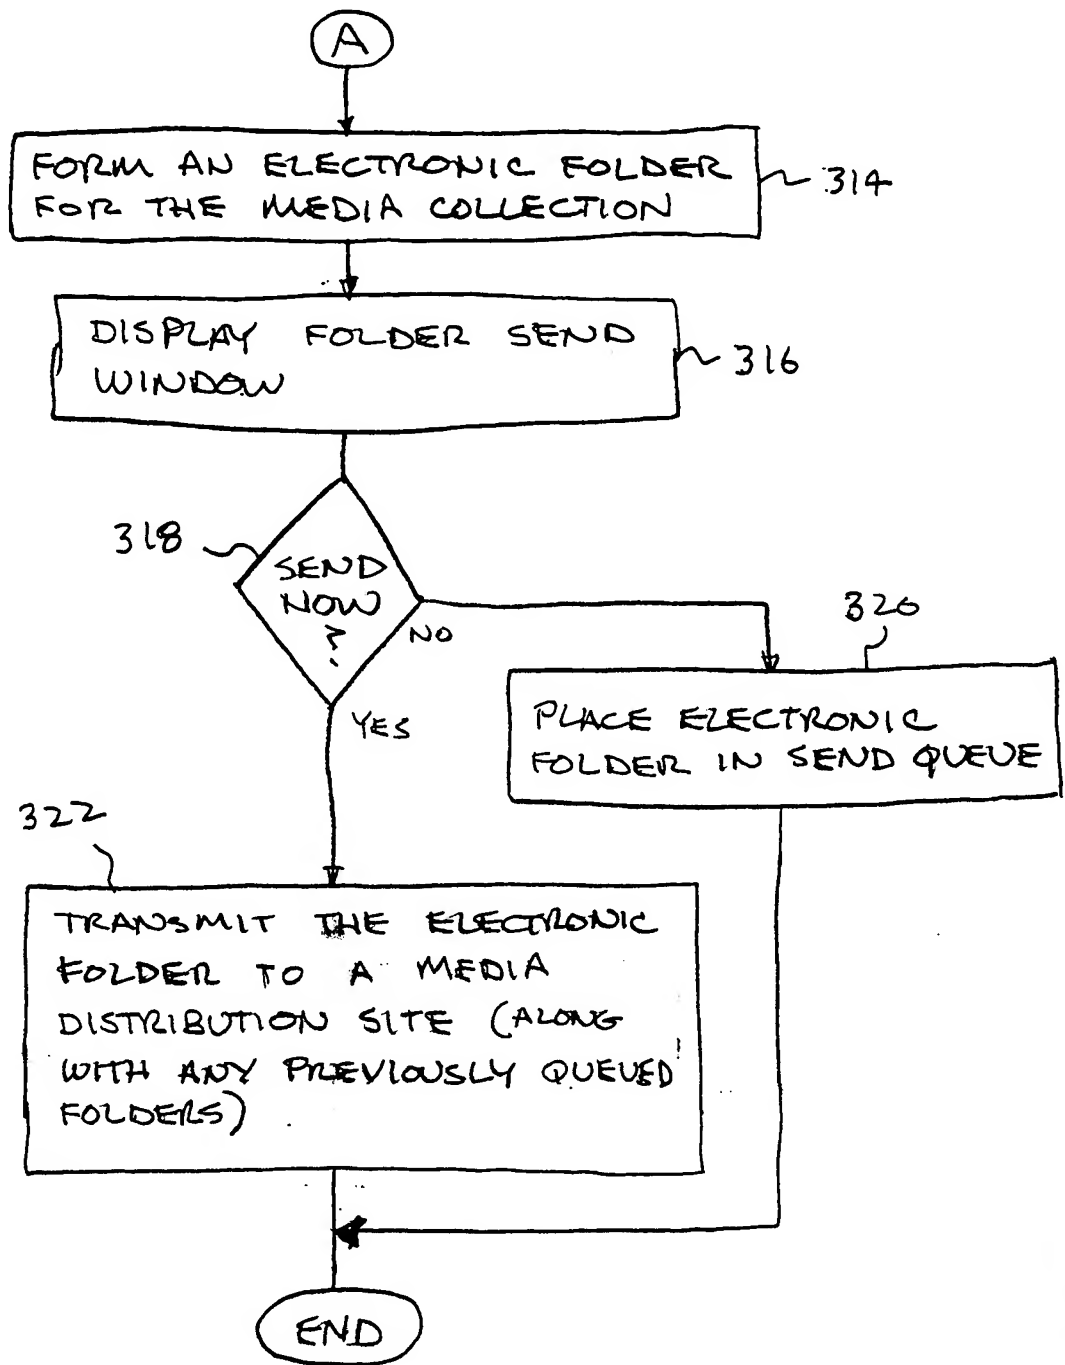 A
FORM AN ELECTRONIC FOLDER
FOR THE MEDIA COLLECTION
314
DISPLAY FOLDER SEND
WINDOW
316
318
SEND
NOW
?
NO
YES
320
PLACE ELECTRONIC
FOLDER IN SEND QUEUE
322
TRANSMIT THE ELECTRONIC
FOLDER TO A MEDIA
DISTRIBUTION SITE (ALONG
WITH ANY PREVIOUSLY QUEUED
FOLDERS)
END